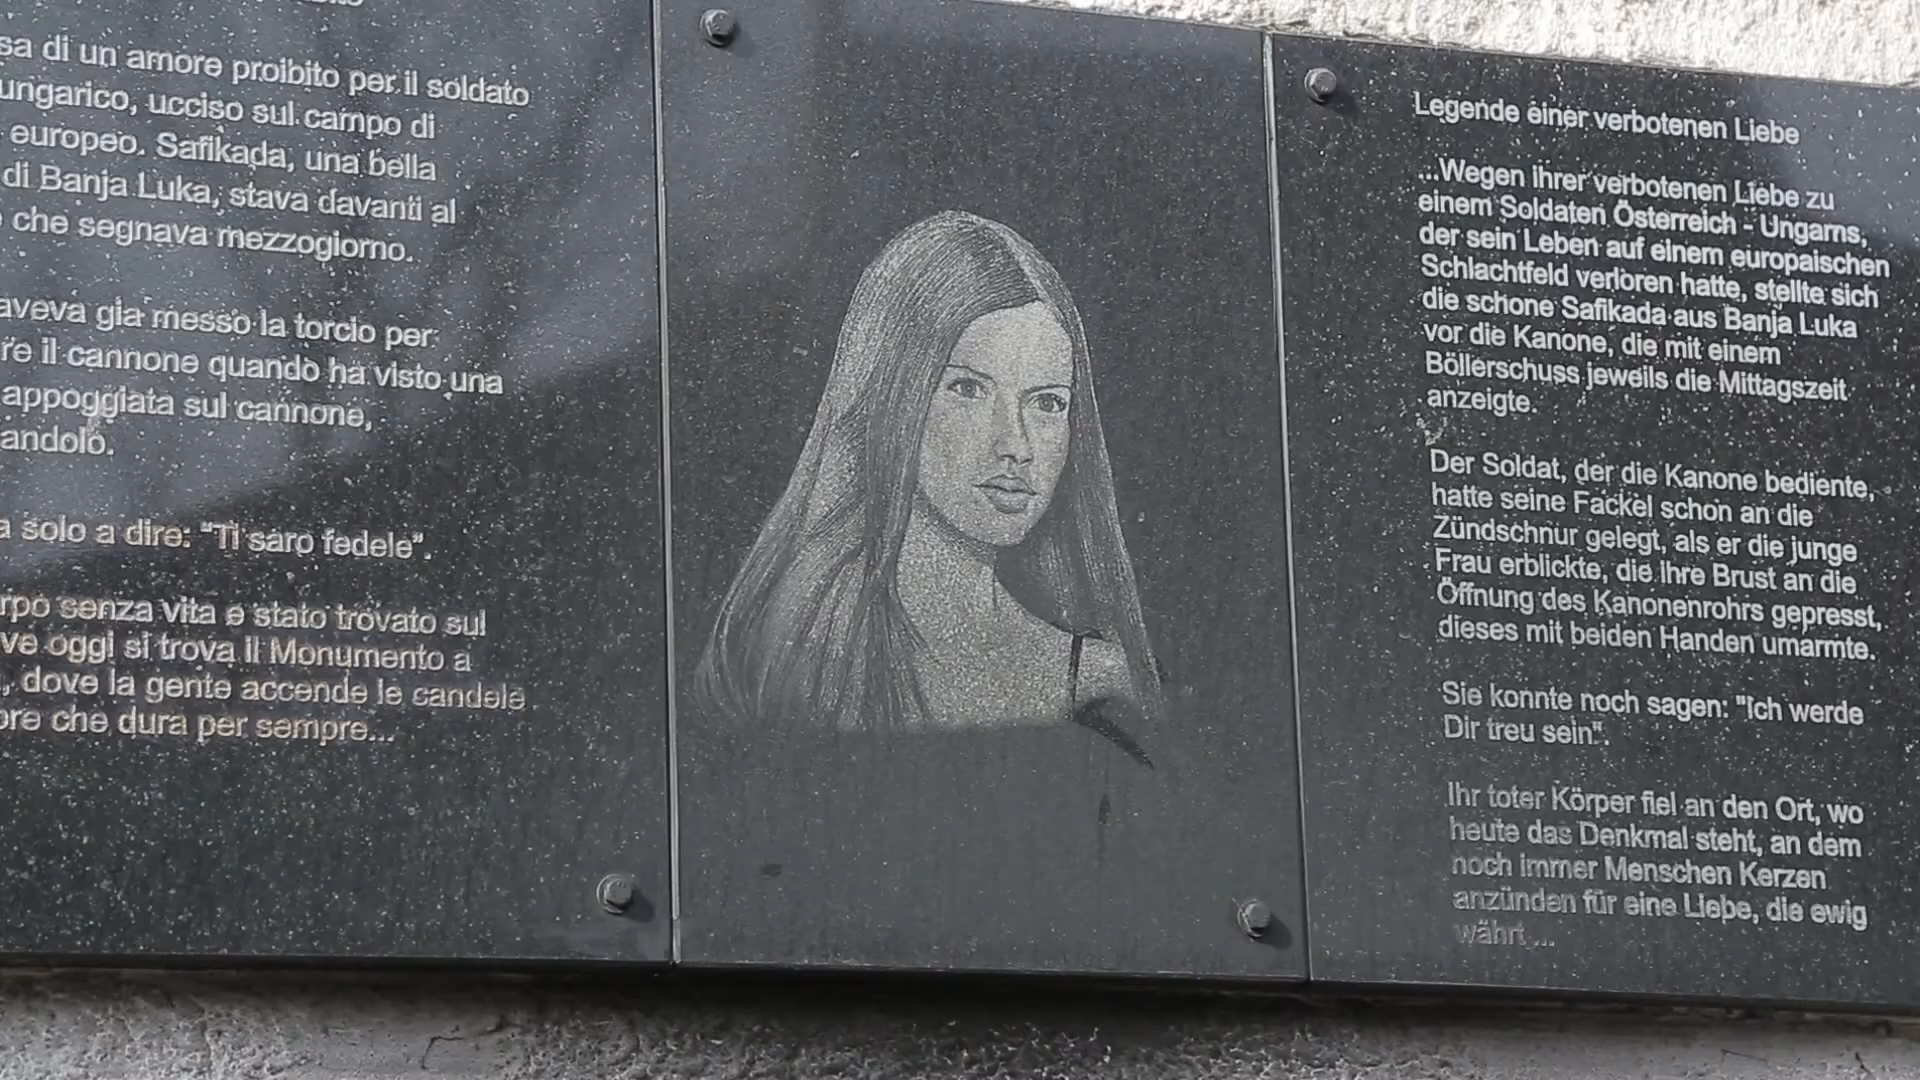 sa di un amore proibito per il soldato
ungarico, ucciso sul campo di
europeo. Safikada, una bella
di Banja Luka, stava davanti al
che segnava mezzogiorno.
aveva gia messo la torcio per
re il cannone quando ha visto una
appoggiata sul cannone,
andolo.
a solo a dire: "Ti saro fedele".
rpo senza vita e stato trovato sul
ve oggi si trova il Monumento a
, dove la gente accende le candele
ore che dura per sempre...
Legende einer verbotenen Liebe
...Wegen ihrer verbotenen Liebe zu
einem Soldaten Österreich - Ungarns,
der sein Leben auf einem europaischen
Schlachtfeld verloren hatte, stellte sich
die schone Safikada aus Banja Luka
vor die Kanone, die mit einem
Böllerschuss jeweils die Mittagszeit
anzeigte.
Der Soldat, der die Kanone bediente,
hatte seine Fackel schon an die
Zündschnur gelegt, als er die junge
Frau erblickte, die ihre Brust an die
Öffnung des Kanonenrohrs gepresst,
dieses mit beiden Handen umarmte.
Sie konnte noch sagen: "Ich werde
Dir treu sein".
Ihr toter Körper fiel an den Ort, wo
heute das Denkmal steht, an dem
noch immer Menschen Kerzen
anzünden für eine Liebe, die ewig
währt ...